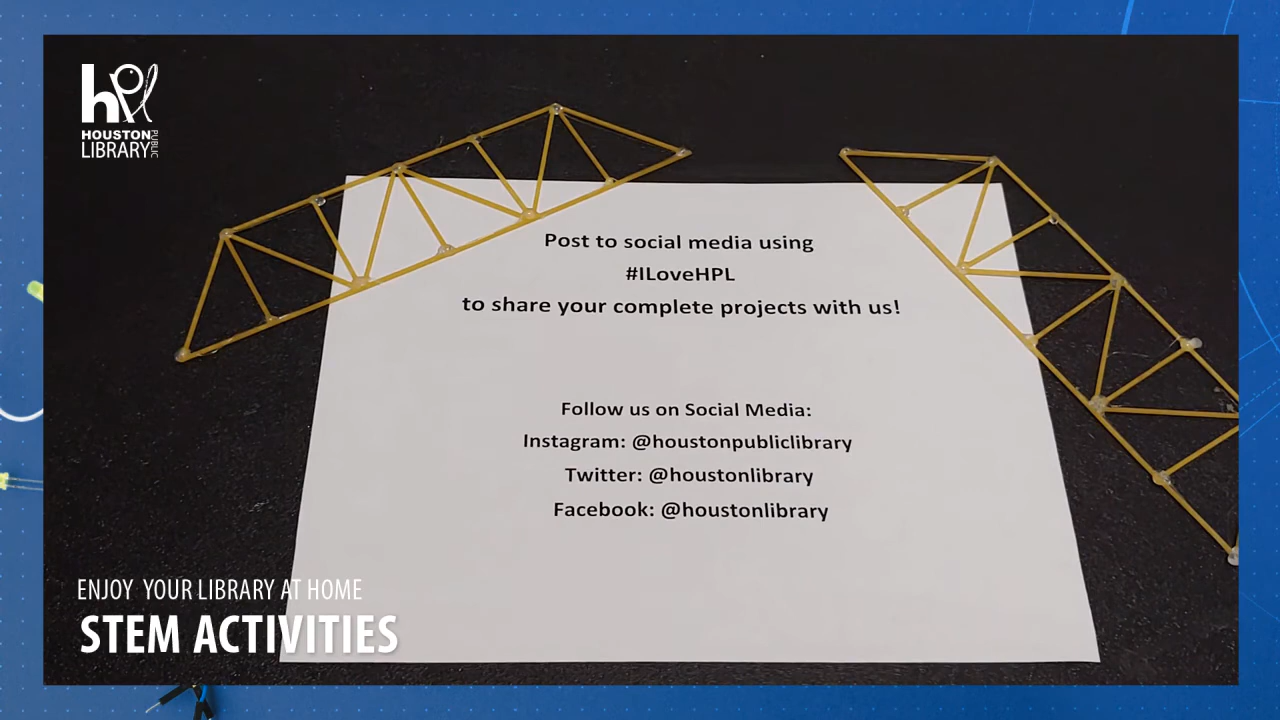 hpl
HOUSTON
LIBRARY
PUBLIC
Post to social media using
#ILoveHPL
to share your complete projects with us!
Follow us on Social Media:
Instagram: @houstonpubliclibrary
Twitter: @houstonlibrary
Facebook: @houstonlibrary
ENJOY YOUR LIBRARY AT HOME
STEM ACTIVITIES